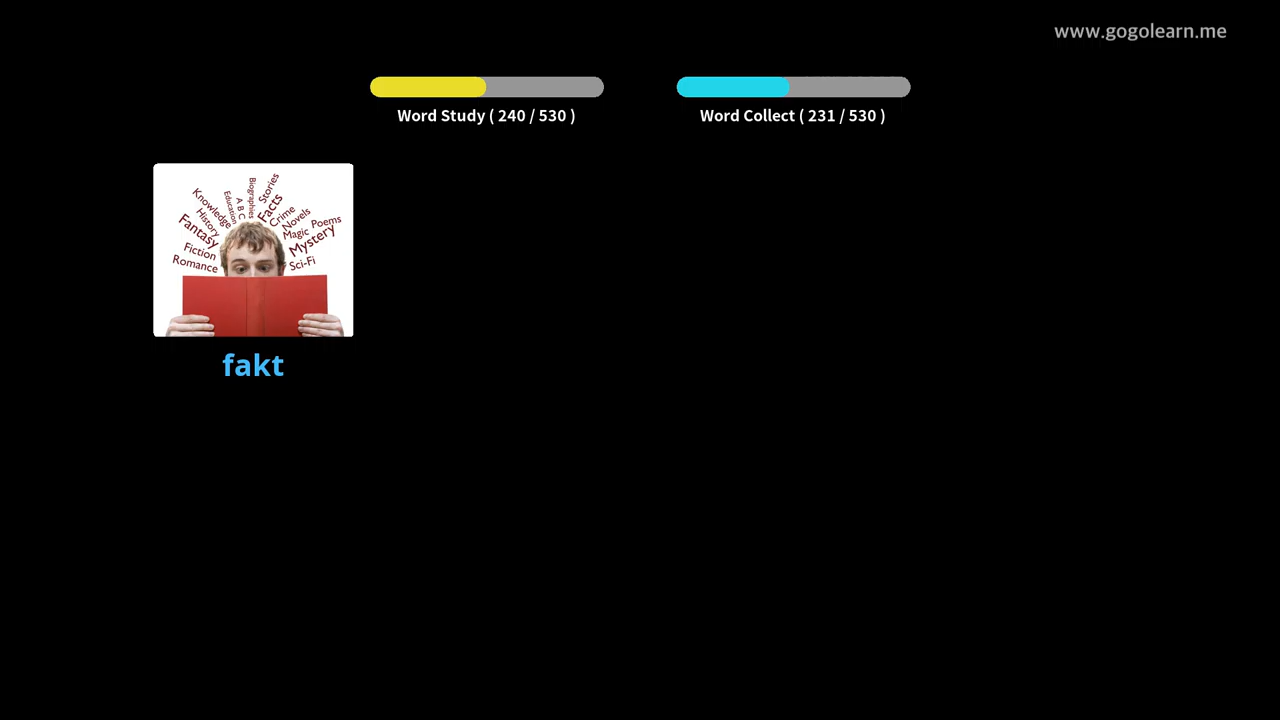 www.gogolearn.me
Word Study ( 240 / 530 )
Word Collect ( 231 / 530 )
Knowledge
History
Fantasy
Fiction
Romance
Education
A B C
Biographies
Stories
Facts
Crime
Novels
Magic
Poems
Mystery
Sci-Fi
fakt